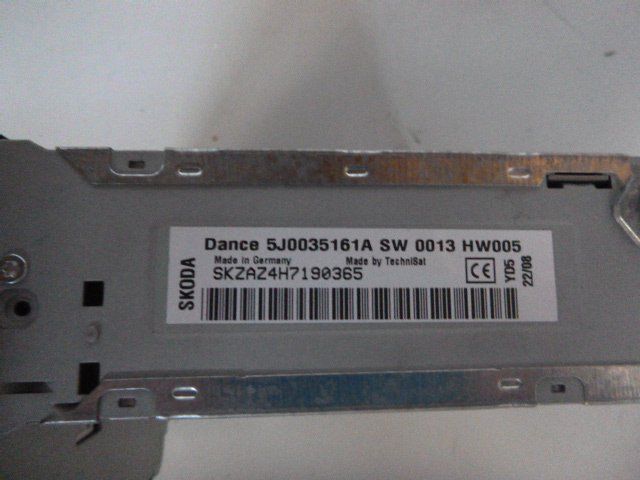 SKODA
Dance 5J0035161A SW 0013 HW005
Made in Germany Made by TechniSat
SKZAZ4H7190365
CE
YD5
22/08